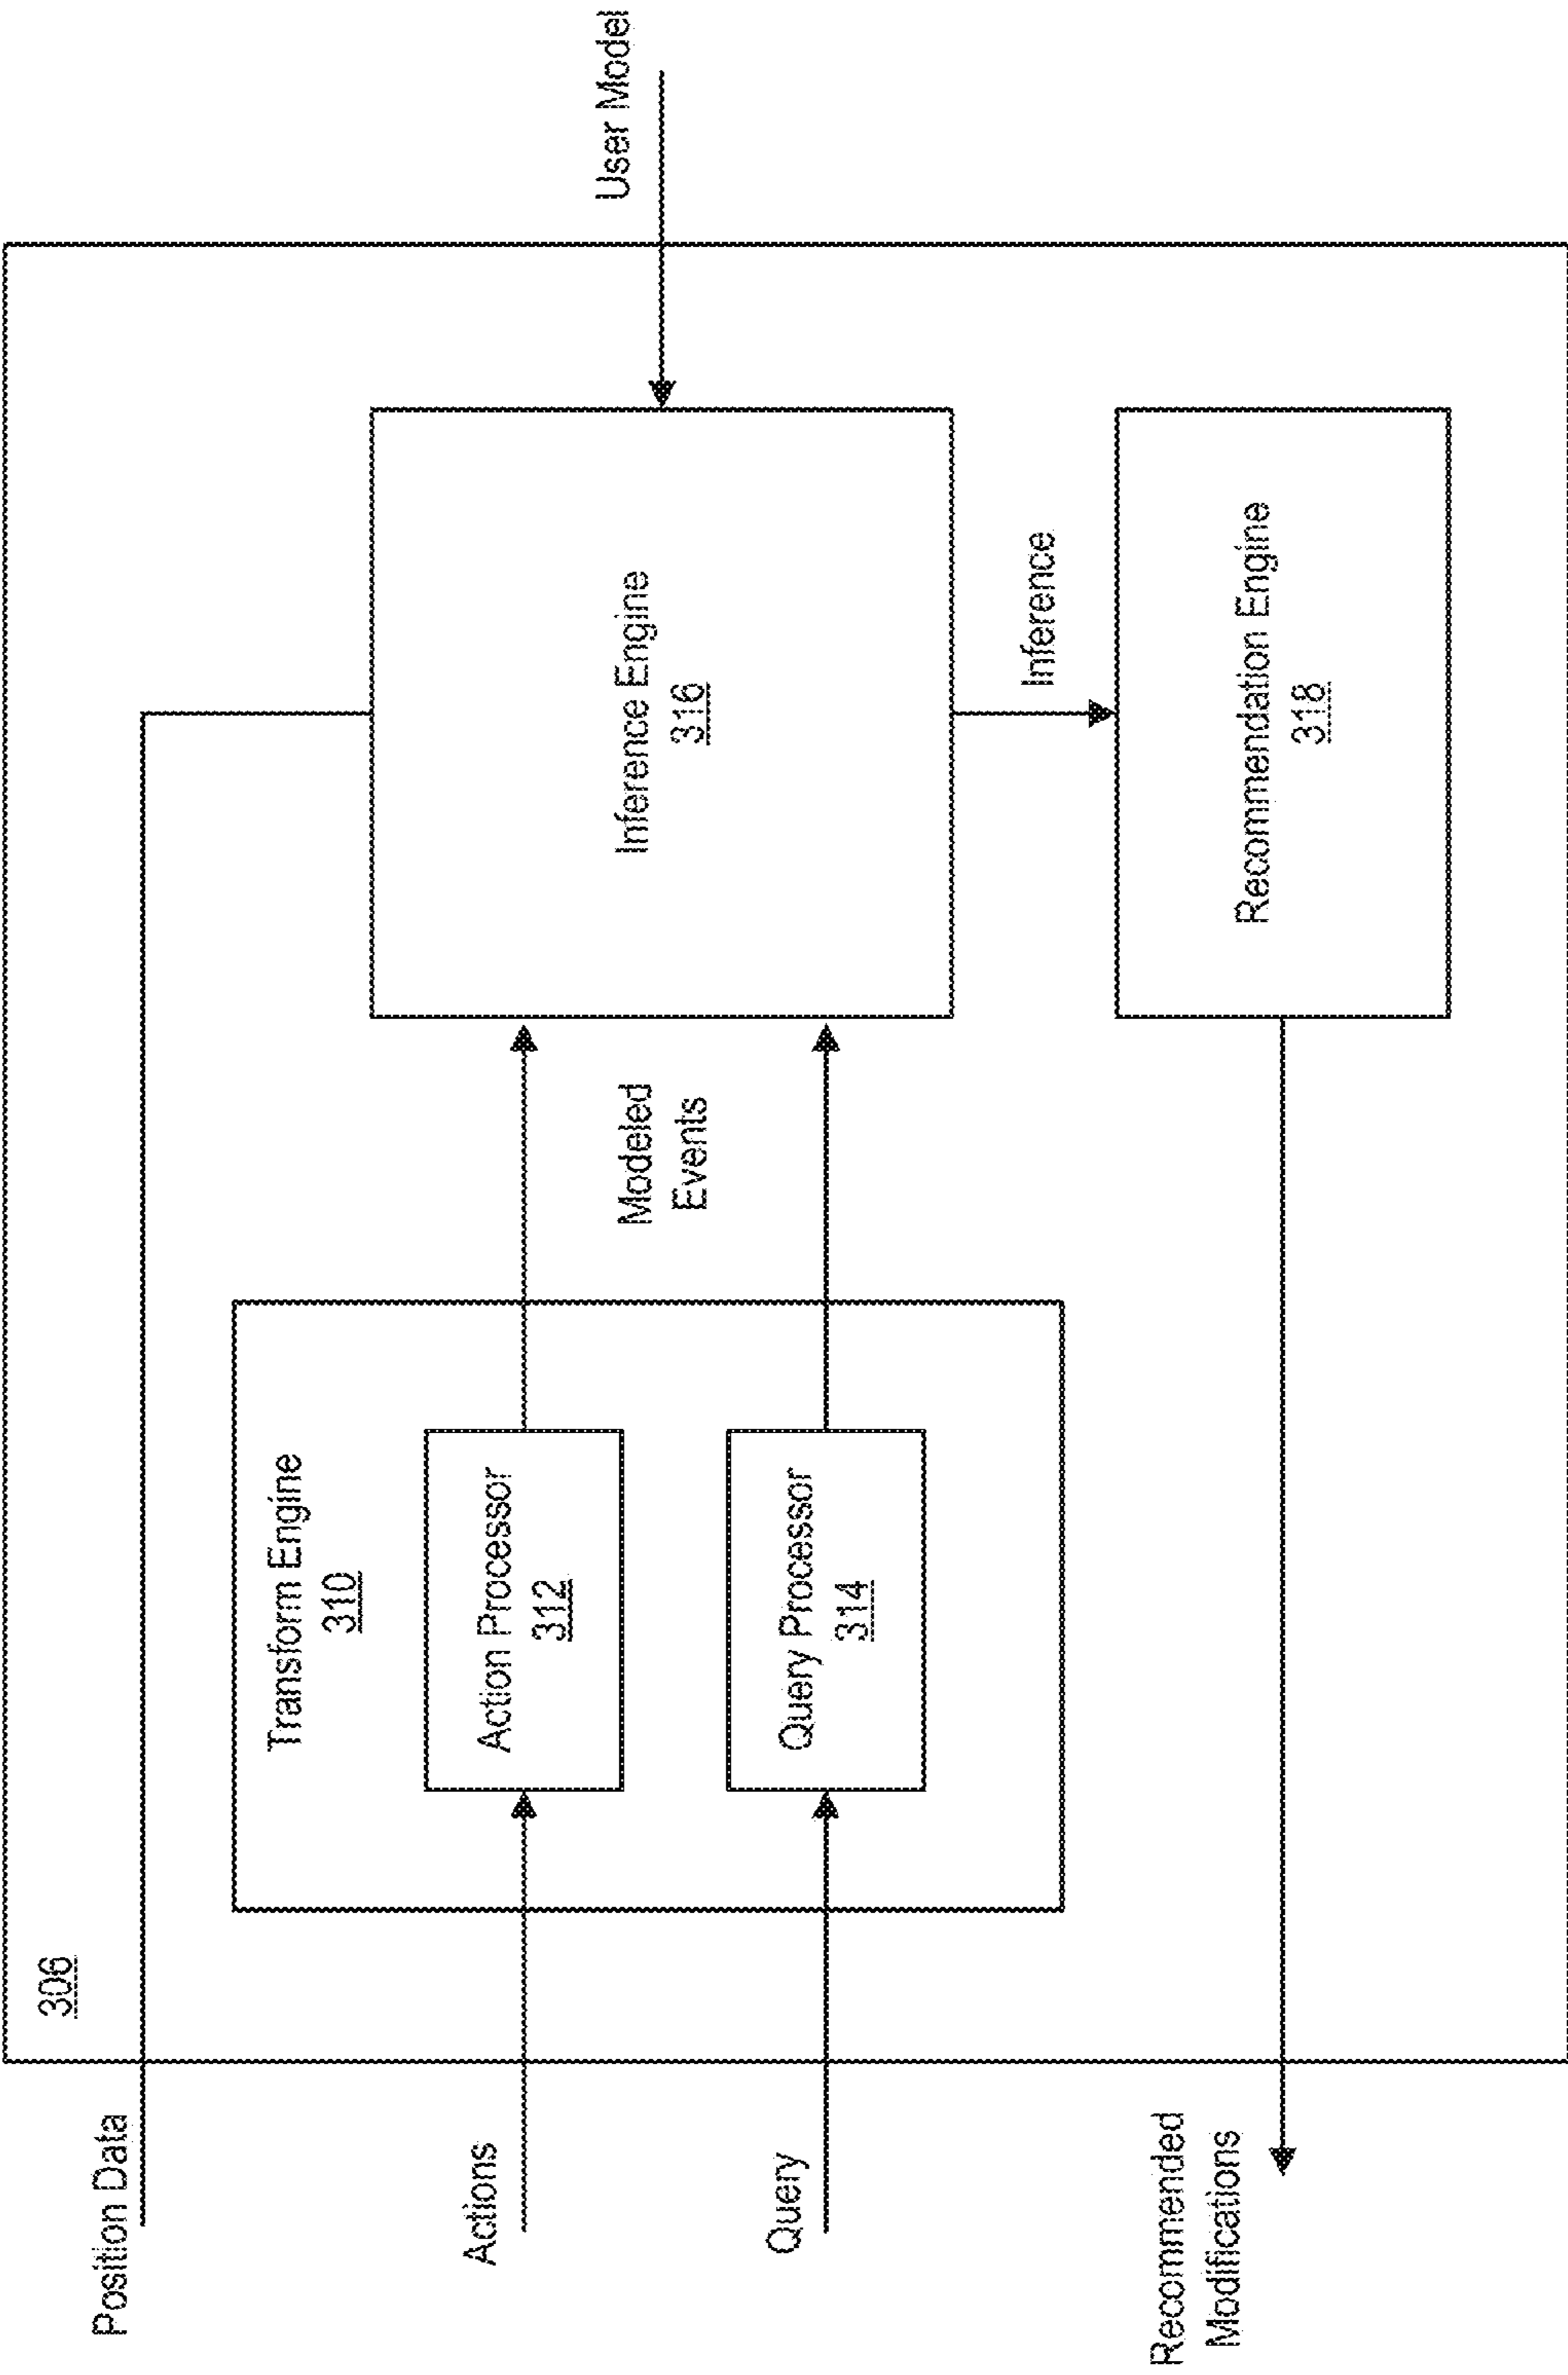 306
Position Data
Actions
Query
Recommended
Modifications
Transform Engine
310
Action Processor
312
Query Processor
314
Modeled
Events
Inference Engine
316
Inference
Recommendation Engine
318
User Model